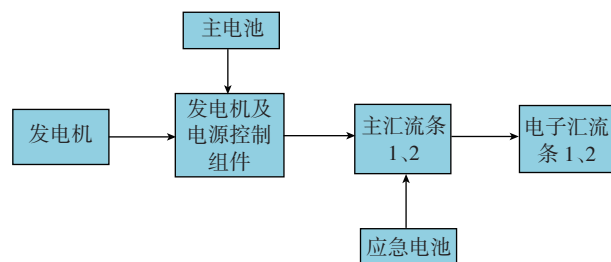 主电池
发电机
发电机及
电源控制
组件
主汇流条
1、2
电子汇流
条 1、2
应急电池